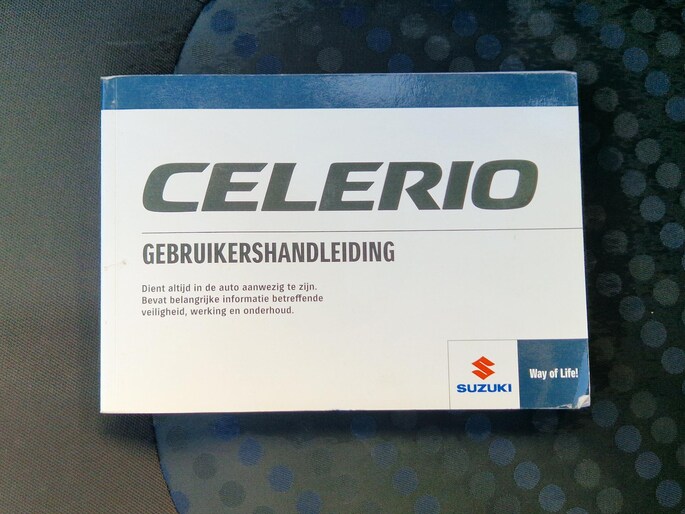 CELERIO
GEBRUIKERSHANDLEIDING
Dient altijd in de auto aanwezig te zijn.
Bevat belangrijke informatie betreffende
veiligheid, werking en onderhoud.
SUZUKI
Way of Life!